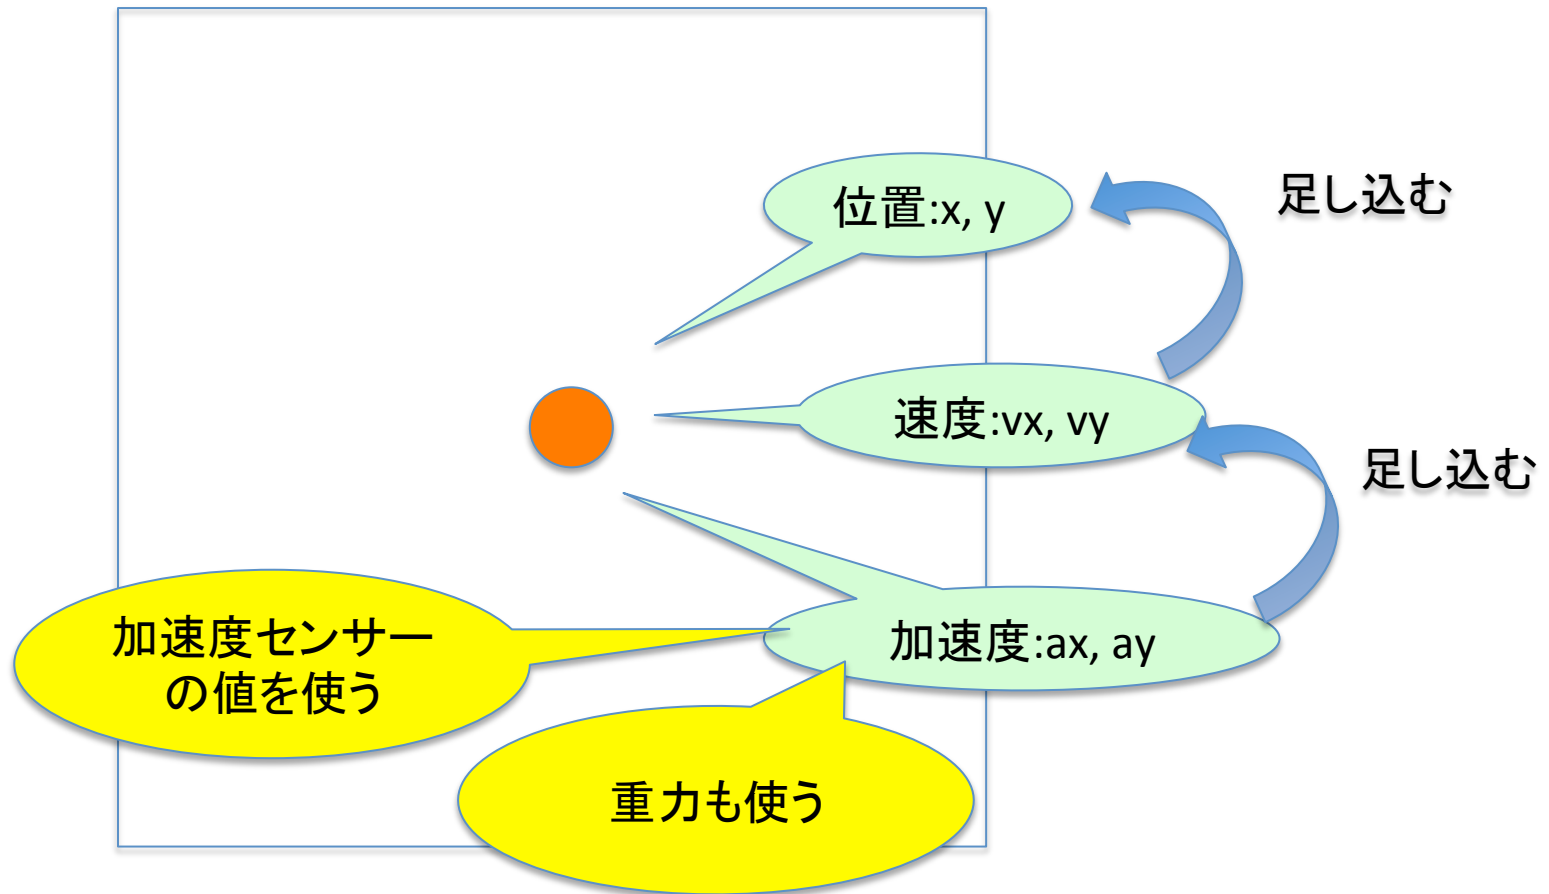 位置:x, y
足し込む
速度:vx, vy
足し込む
加速度:ax, ay
加速度センサー
の値を使う
重力も使う